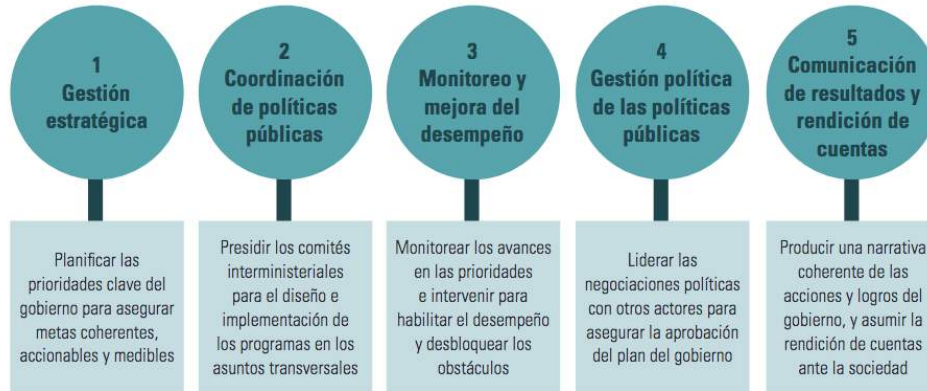 1
Gestión
estratégica
Planificar las
prioridades clave del
gobierno para asegurar
metas coherentes,
accionables y medibles
2
Coordinación
de políticas
públicas
Presidir los comités
interministeriales
para el diseño e
implementación de
los programas en los
asuntos transversales
3
Monitoreo y
mejora del
desempeño
Monitorear los avances
en las prioridades
e intervenir para
habilitar el desempeño
y desbloquear los
obstáculos
4
Gestión política
de las políticas
públicas
Liderar las
negociaciones políticas
con otros actores para
asegurar la aprobación
del plan del gobierno
5
Comunicación
de resultados y
rendición de
cuentas
Producir una narrativa
coherente de las
acciones y logros del
gobierno, y asumir la
rendición de cuentas
ante la sociedad